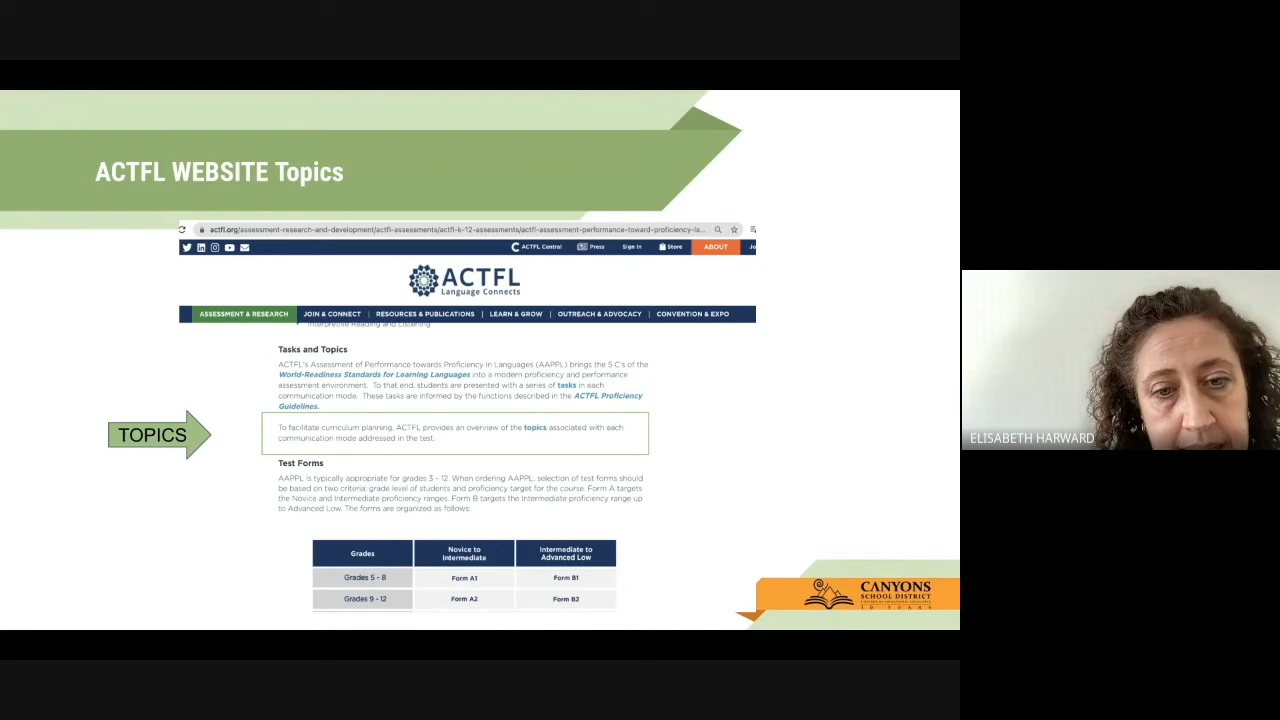 ACTFL WEBSITE Topics
actfl.org/assessment-research-and-development/actfl-assessments/actfl-k-12-assessments/actfl-assessment-performance-toward-proficiency-la...
ACTFL Central Press Sign In Store ABOUT Jo
ACTFL
Language Connects
ASSESSMENT & RESEARCH JOIN & CONNECT | RESOURCES & PUBLICATIONS | LEARN & GROW | OUTREACH & ADVOCACY | CONVENTION & EXPO
Interpretive Reading and Listening
Tasks and Topics
ACTFL's Assessment of Performance towards Proficiency in Languages (AAPPL) brings the 5 C's of the
World-Readiness Standards for Learning Languages into a modern proficiency and performance
assessment environment. To that end, students are presented with a series of tasks in each
communication mode. These tasks are informed by the functions described in the ACTFL Proficiency
Guidelines.
TOPICS
To facilitate curriculum planning, ACTFL provides an overview of the topics associated with each
communication mode addressed in the test.
Test Forms
AAPPL is typically appropriate for grades 3 - 12. When ordering AAPPL, selection of test forms should
be based on two criteria: grade level of students and proficiency target for the course. Form A targets
the Novice and Intermediate proficiency ranges. Form B targets the Intermediate proficiency range up
to Advanced Low. The forms are organized as follows:
Grades Novice to Intermediate Intermediate to Advanced Low
Grades 5 - 8 Form A1 Form B1
Grades 9 - 12 Form A2 Form B2
CANYONS
SCHOOL DISTRICT
10 YEARS
ELISABETH HARWARD